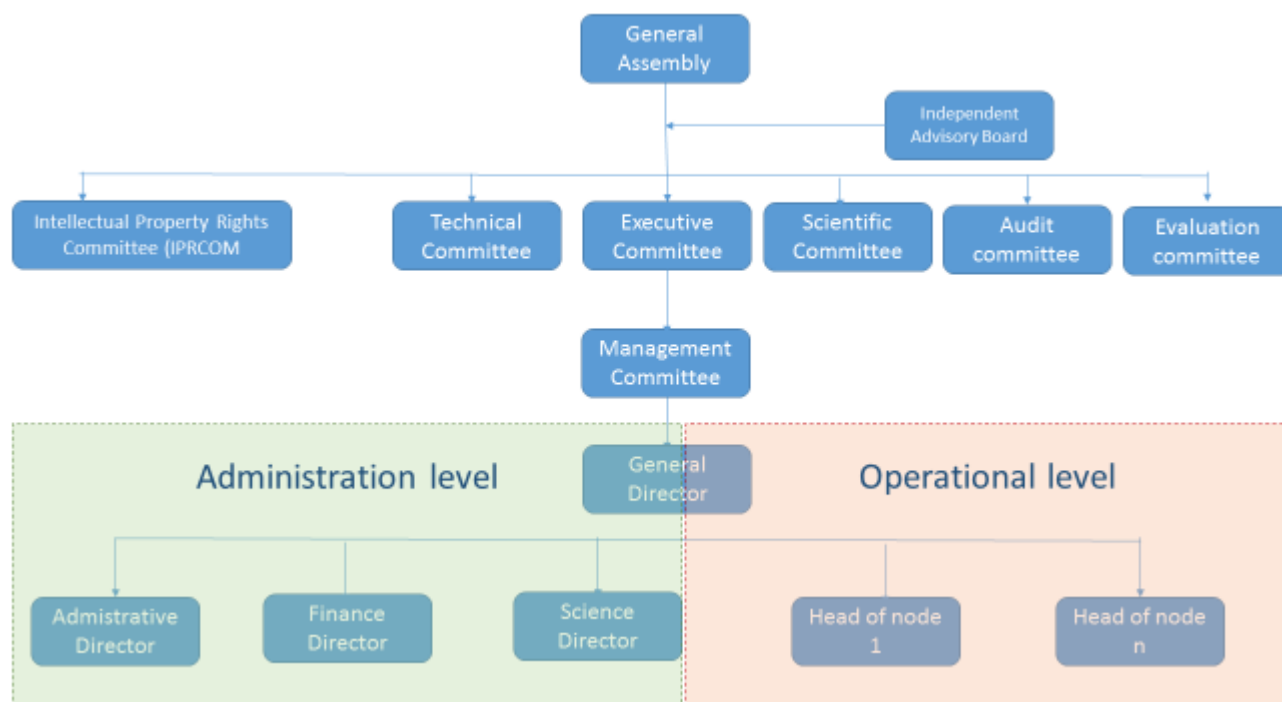 General
Assembly
Independent
Advisory Board
Intellectual Property Rights
Committee (IPRCOM
Technical
Committee
Executive
Committee
Scientific
Committee
Audit
committee
Evaluation
committee
Management
Committee
Administration level
General
Director
Operational level
Admistrative
Director
Finance
Director
Science
Director
Head of node
1
Head of node
n